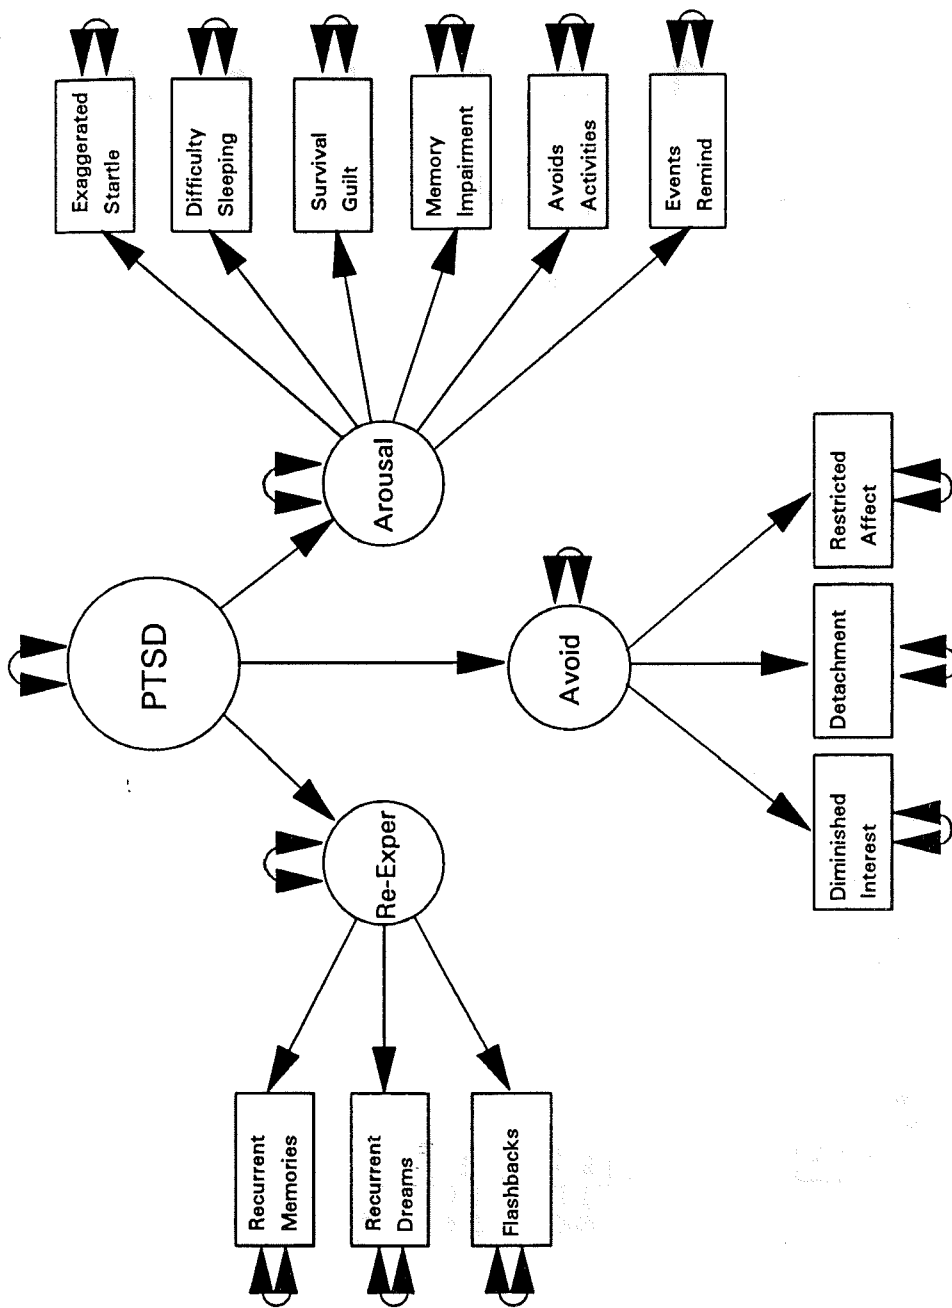 Exaggerated
Startle
Difficulty
Sleeping
Survival
Guilt
Memory
Impairment
Avoids
Activities
Events
Remind
PTSD
Arousal
Avoid
Re-Exper
Recurrent
Memories
Recurrent
Dreams
Flashbacks
Restricted
Affect
Detachment
Diminished
Interest